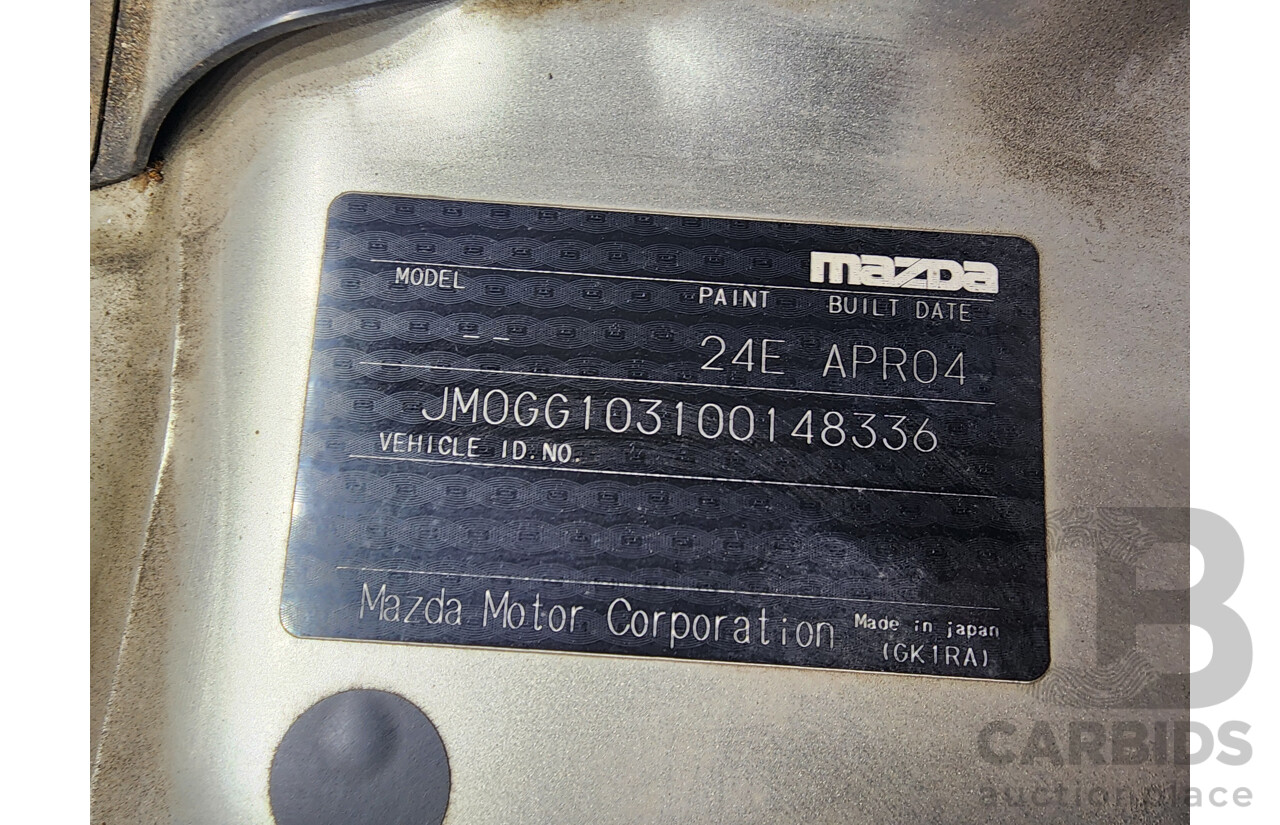 mazda
MODEL PAINT BUILT DATE
-- 24E APR04
JM0GG103100148336
VEHICLE ID.NO.
Mazda Motor Corporation Made in japan
(GK1RA)
B
CARBIDS
auction place